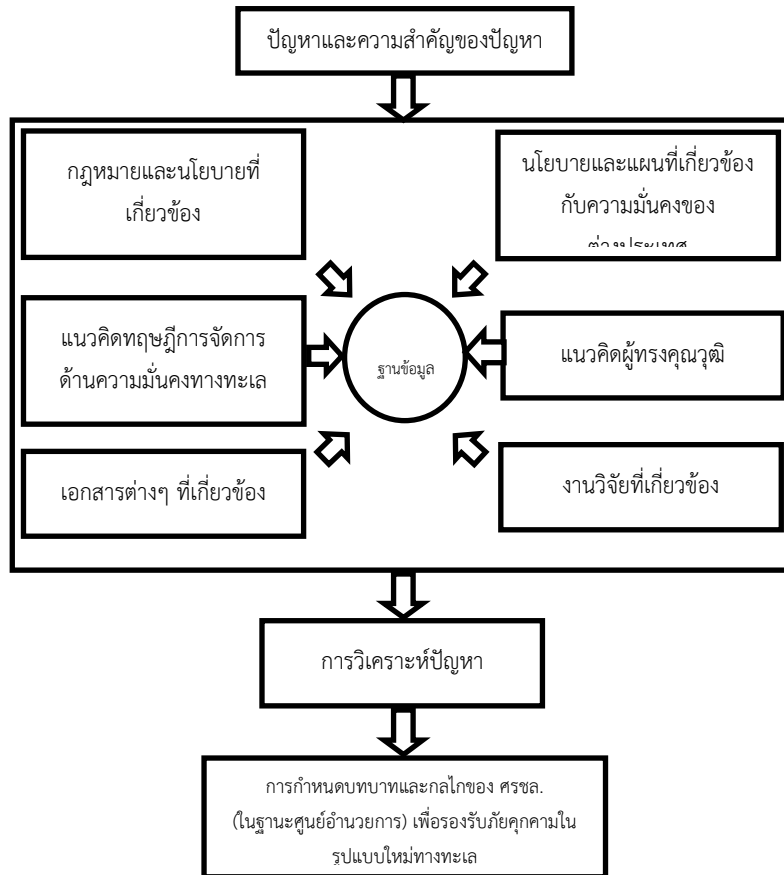 ปัญหาและความสำคัญของปัญหา
กฎหมายและนโยบายที่
เกี่ยวข้อง
นโยบายและแผนที่เกี่ยวข้อง
กับความมั่นคงของ
ต่างประเทศ
แนวคิดทฤษฎีการจัดการ
ด้านความมั่นคงทางทะเล
ฐานข้อมูล
แนวคิดผู้ทรงคุณวุฒิ
เอกสารต่างๆ ที่เกี่ยวข้อง
งานวิจัยที่เกี่ยวข้อง
การวิเคราะห์ปัญหา
การกำหนดบทบาทและกลไกของ ศรชล.
(ในฐานะศูนย์อำนวยการ) เพื่อรองรับภัยคุกคามใน
รูปแบบใหม่ทางทะเล